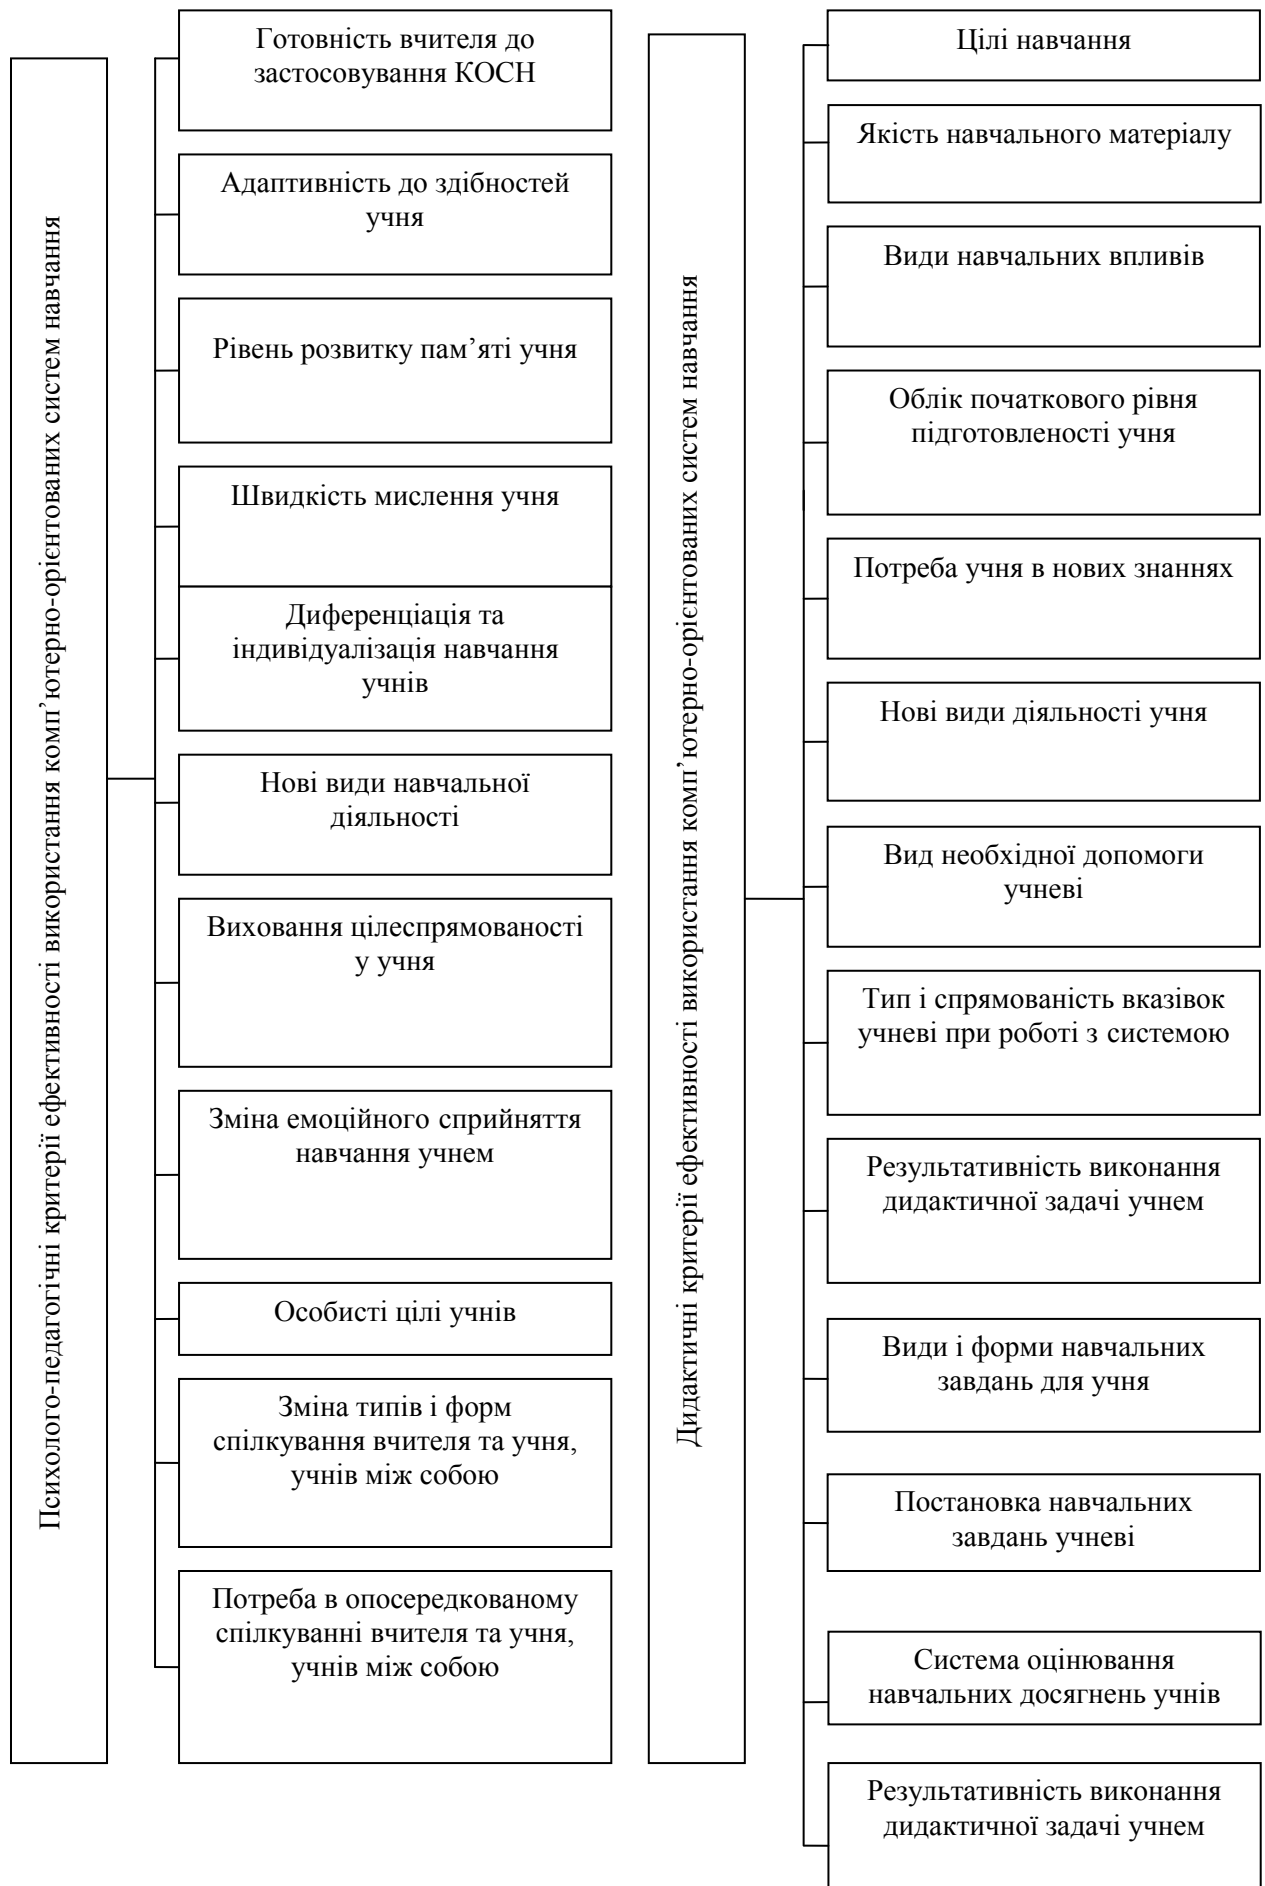 Психолого-педагогічні критерії ефективності використання комп’ютерно-орієнтованих систем навчання
Готовність вчителя до
застосовування КОСН
Адаптивність до здібностей
учня
Рівень розвитку пам’яті учня
Швидкість мислення учня
Диференціація та
індивідуалізація навчання
учнів
Нові види навчальної
діяльності
Виховання цілеспрямованості
у учня
Зміна емоційного сприйняття
навчання учнем
Особисті цілі учнів
Зміна типів і форм
спілкування вчителя та учня,
учнів між собою
Потреба в опосередкованому
спілкуванні вчителя та учня,
учнів між собою
Дидактичні критерії ефективності використання комп’ютерно-орієнтованих систем навчання
Цілі навчання
Якість навчального матеріалу
Види навчальних впливів
Облік початкового рівня
підготовленості учня
Потреба учня в нових знаннях
Нові види діяльності учня
Вид необхідної допомоги
учневі
Тип і спрямованість вказівок
учневі при роботі з системою
Результативність виконання
дидактичної задачі учнем
Види і форми навчальних
завдань для учня
Постановка навчальних
завдань учневі
Система оцінювання
навчальних досягнень учнів
Результативність виконання
дидактичної задачі учнем